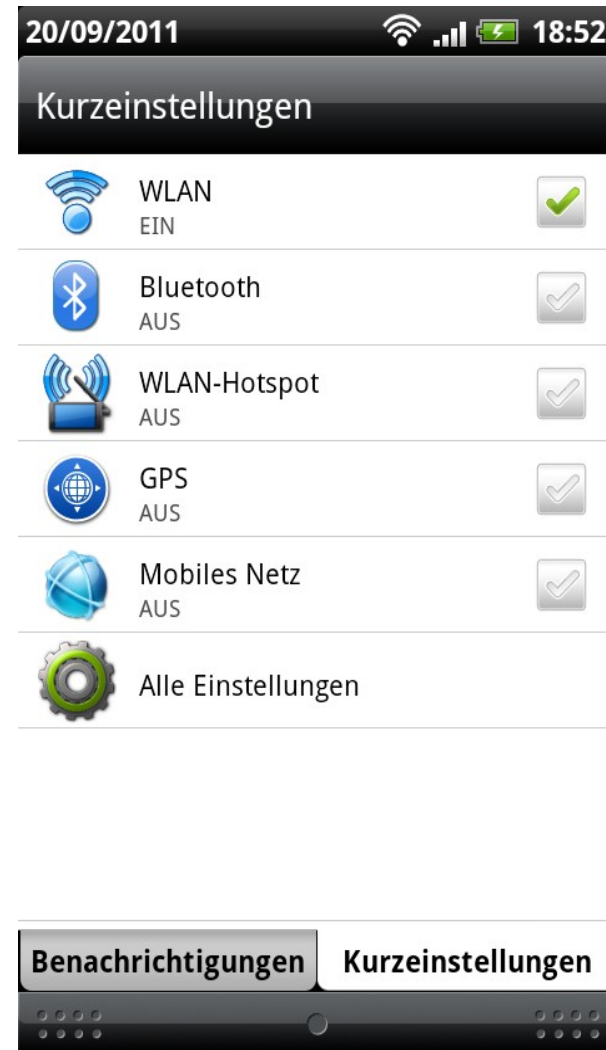 20/09/2011 18:52
Kurzeinstellungen
WLAN
EIN
Bluetooth
AUS
WLAN-Hotspot
AUS
GPS
AUS
Mobiles Netz
AUS
Alle Einstellungen
Benachrichtigungen Kurzeinstellungen